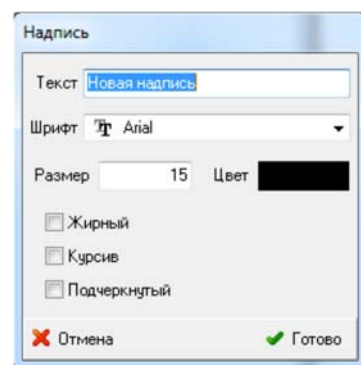 Надпись
Текст Новая надпись
Шрифт Arial
Размер 15 Цвет
Жирный
Курсив
Подчеркнутый
Отмена Готово